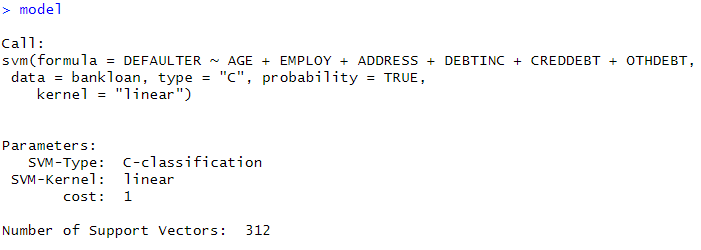 > model
Call:
svm(formula = DEFAULTER ~ AGE + EMPLOY + ADDRESS + DEBTINC + CREDDEBT + OTHDEBT,
data = bankloan, type = "C", probability = TRUE,
kernel = "linear")
Parameters:
SVM-Type: C-classification
SVM-Kernel: linear
cost: 1
Number of Support Vectors: 312